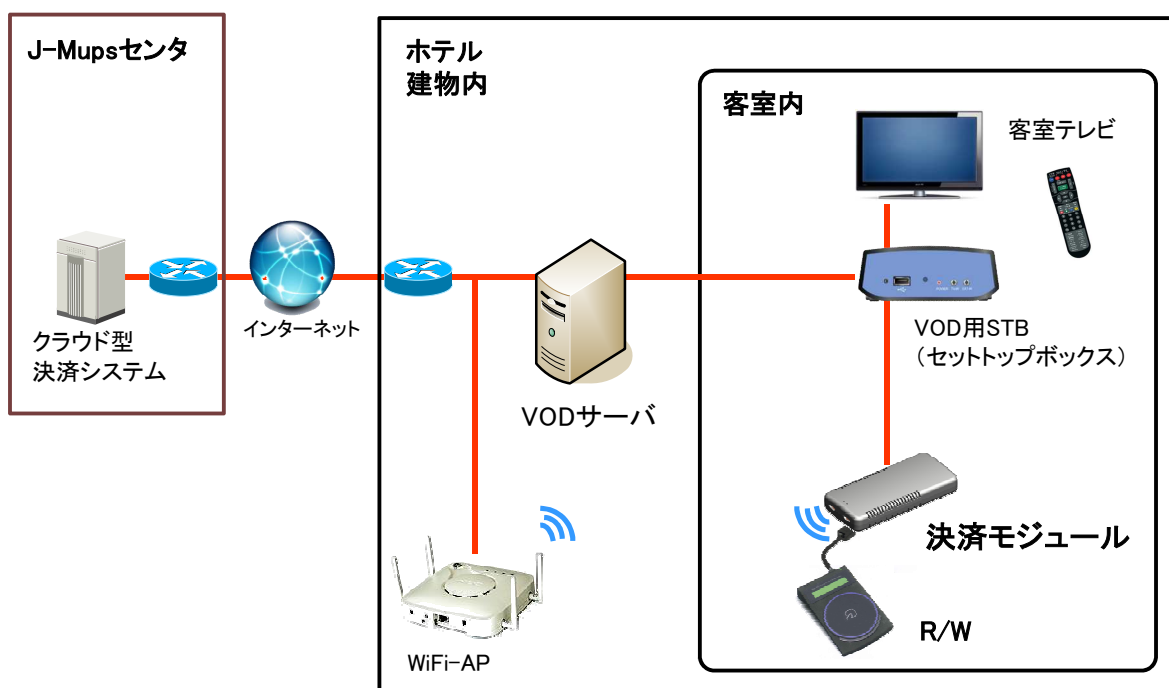 J-Mupsセンタ
クラウド型
決済システム
インターネット
ホテル
建物内
VODサーバ
WiFi-AP
客室内
客室テレビ
VOD用STB
（セットトップボックス）
決済モジュール
R/W